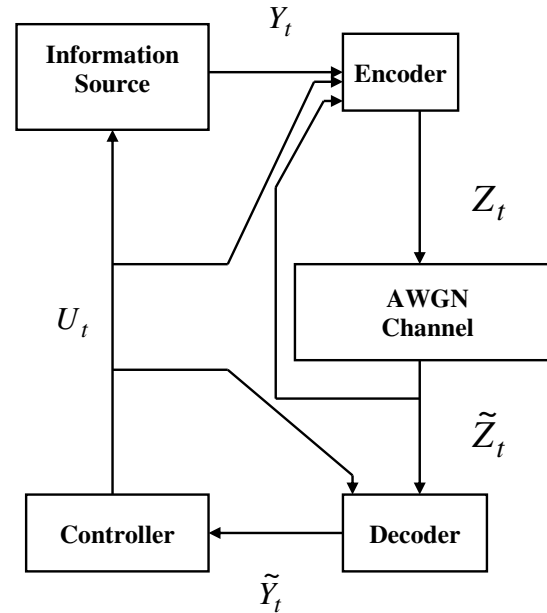 Y_t
Information
Source
Encoder
Z_t
AWGN
Channel
U_t
Z̃_t
Controller
Decoder
Ỹ_t